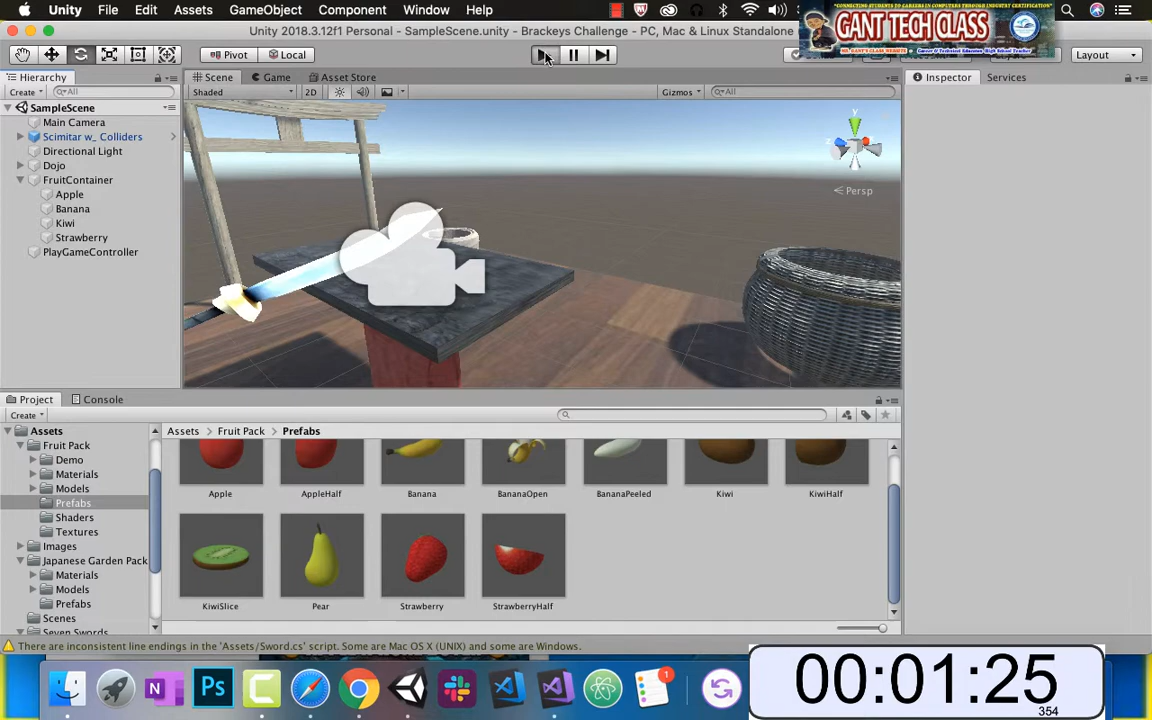 Unity File Edit Assets GameObject Component Window Help
GANT TECH CLASS
Unity 2018.3.12f1 Personal - SampleScene.unity - Brackeys Challenge - PC, Mac & Linux Standalone
Pivot Local Layout
Hierarchy Scene Game Asset Store Inspector Services
Create All Shaded 2D Gizmos All
SampleScene
Main Camera
Scimitar w_ Colliders
Directional Light
Dojo
FruitContainer
Apple
Banana
Kiwi
Strawberry
PlayGameController
y
Persp
Project Console
Create
Assets Fruit Pack Prefabs
Assets
Fruit Pack
Demo
Materials
Models
Prefabs
Shaders
Textures
Images
Japanese Garden Pack
Materials
Models
Prefabs
Scenes
Seven Swords
Apple AppleHalf Banana BananaOpen BananaPeeled Kiwi KiwiHalf
KiwiSlice Pear Strawberry StrawberryHalf
There are inconsistent line endings in the 'Assets/Sword.cs' script. Some are Mac OS X (UNIX) and some are Windows.
N Ps C 1
00:01:25
354